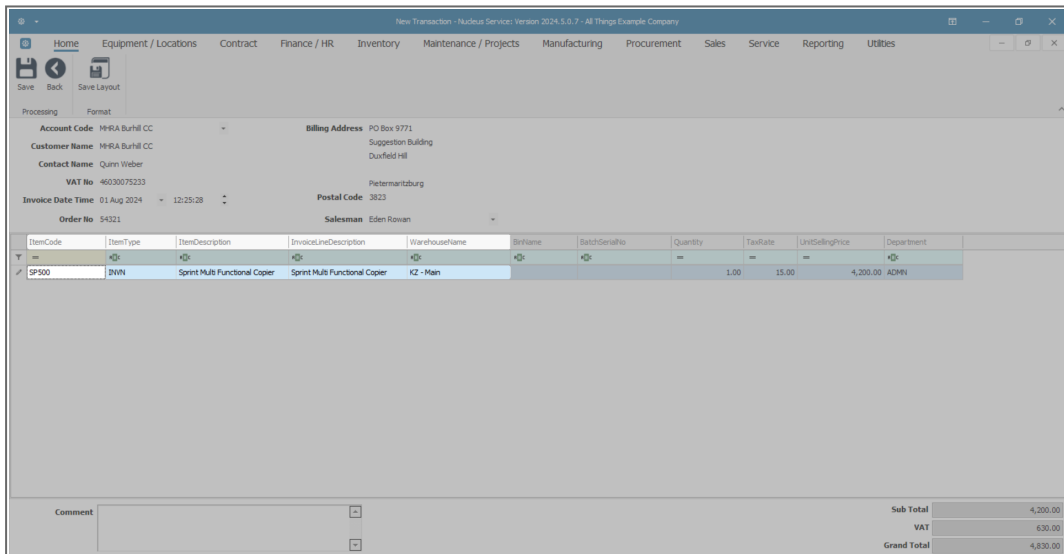 New Transaction - Nucleus Service: Version 2024.5.0.7 - All Things Example Company
Home Equipment / Locations Contract Finance / HR Inventory Maintenance / Projects Manufacturing Procurement Sales Service Reporting Utilities
Save Back Save Layout
Processing Format
Account Code MHRA Burhill CC Billing Address PO Box 9771
Suggestion Building
Customer Name MHRA Burhill CC
Duxfield Hill
Contact Name Quinn Weber
VAT No 46030075233 Pietermaritzburg
Invoice Date Time 01 Aug 2024 12:25:28 Postal Code 3823
Order No 54321 Salesman Eden Rowan
ItemCode ItemType ItemDescription InvoiceLineDescription WarehouseName BinName BatchSerialNo Quantity TaxRate UnitSellingPrice Department
= = = =
SP500 INVN Sprint Multi Functional Copier Sprint Multi Functional Copier KZ - Main 1.00 15.00 4,200.00 ADMN
Comment Sub Total 4,200.00
VAT 630.00
Grand Total 4,830.00